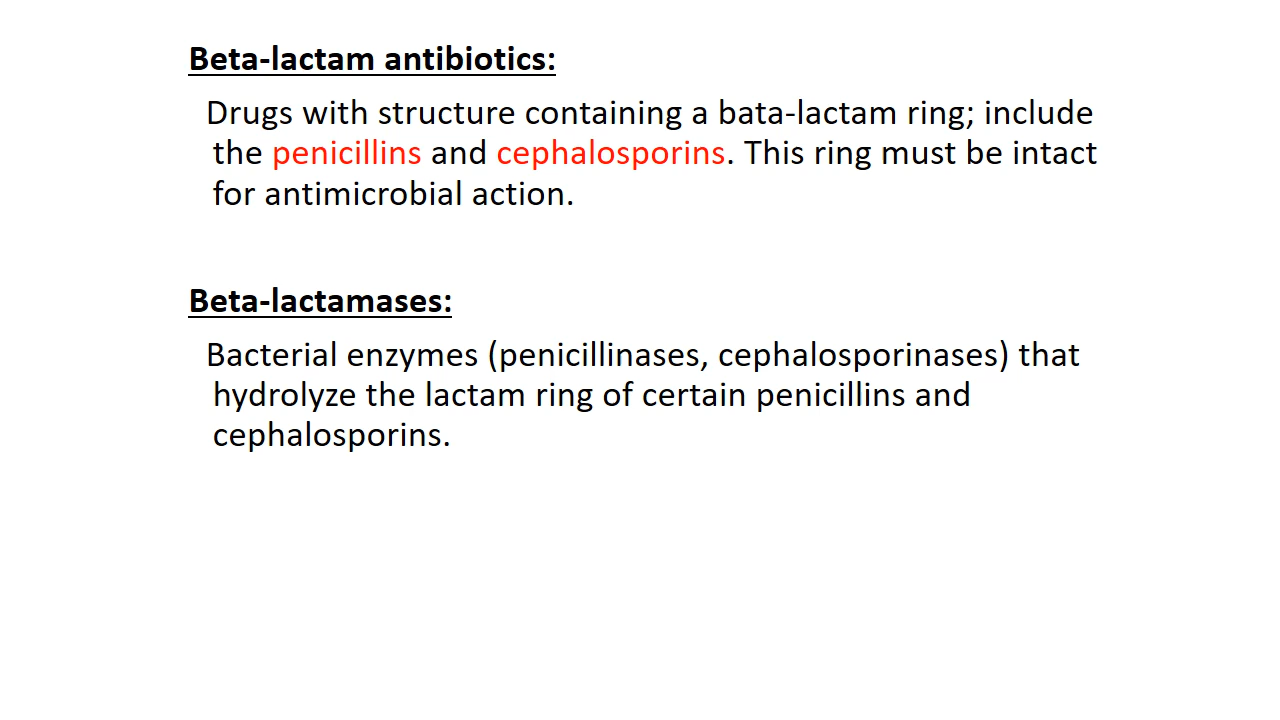 Beta-lactam antibiotics:
Drugs with structure containing a bata-lactam ring; include
the penicillins and cephalosporins. This ring must be intact
for antimicrobial action.
Beta-lactamases:
Bacterial enzymes (penicillinases, cephalosporinases) that
hydrolyze the lactam ring of certain penicillins and
cephalosporins.